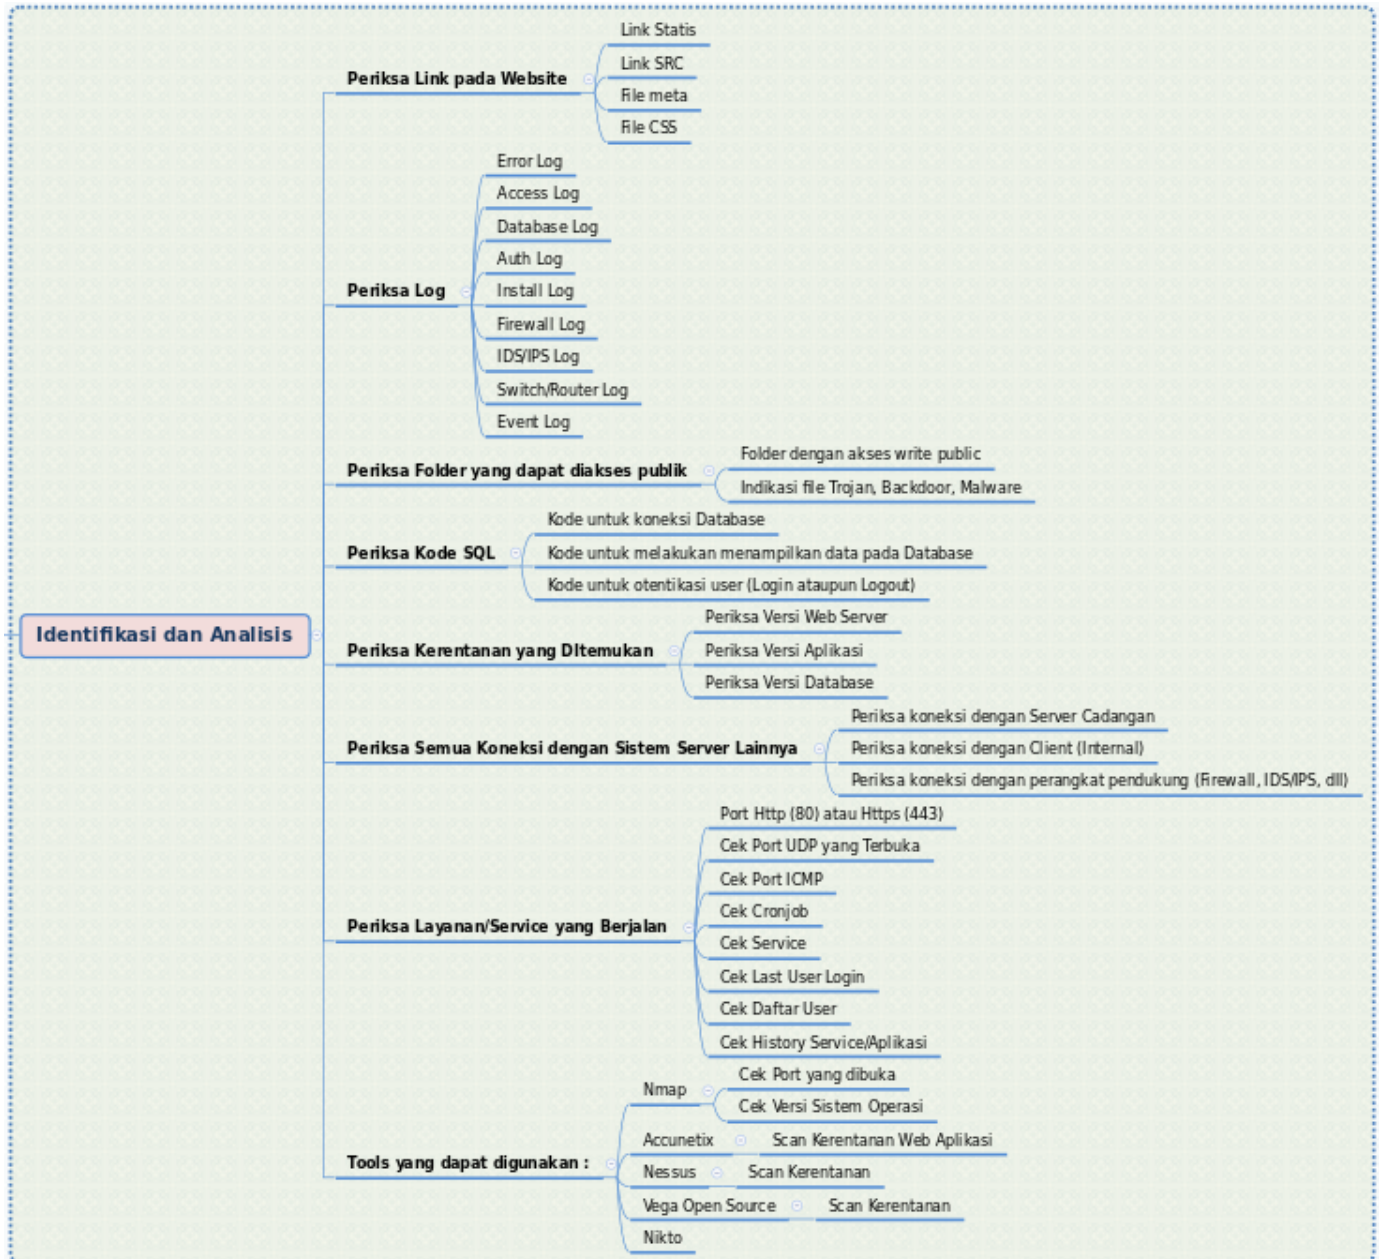 Identifikasi dan Analisis
Periksa Link pada Website
Link Statis
Link SRC
File meta
File CSS
Periksa Log
Error Log
Access Log
Database Log
Auth Log
Install Log
Firewall Log
IDS/IPS Log
Switch/Router Log
Event Log
Periksa Folder yang dapat diakses publik
Folder dengan akses write public
Indikasi file Trojan, Backdoor, Malware
Periksa Kode SQL
Kode untuk koneksi Database
Kode untuk melakukan menampilkan data pada Database
Kode untuk otentikasi user (Login ataupun Logout)
Periksa Kerentanan yang DItemukan
Periksa Versi Web Server
Periksa Versi Aplikasi
Periksa Versi Database
Periksa Semua Koneksi dengan Sistem Server Lainnya
Periksa koneksi dengan Server Cadangan
Periksa koneksi dengan Client (Internal)
Periksa koneksi dengan perangkat pendukung (Firewall, IDS/IPS, dll)
Periksa Layanan/Service yang Berjalan
Port Http (80) atau Https (443)
Cek Port UDP yang Terbuka
Cek Port ICMP
Cek Cronjob
Cek Service
Cek Last User Login
Cek Daftar User
Cek History Service/Aplikasi
Tools yang dapat digunakan :
Nmap
Cek Port yang dibuka
Cek Versi Sistem Operasi
Accunetix
Scan Kerentanan Web Aplikasi
Nessus
Scan Kerentanan
Vega Open Source
Scan Kerentanan
Nikto